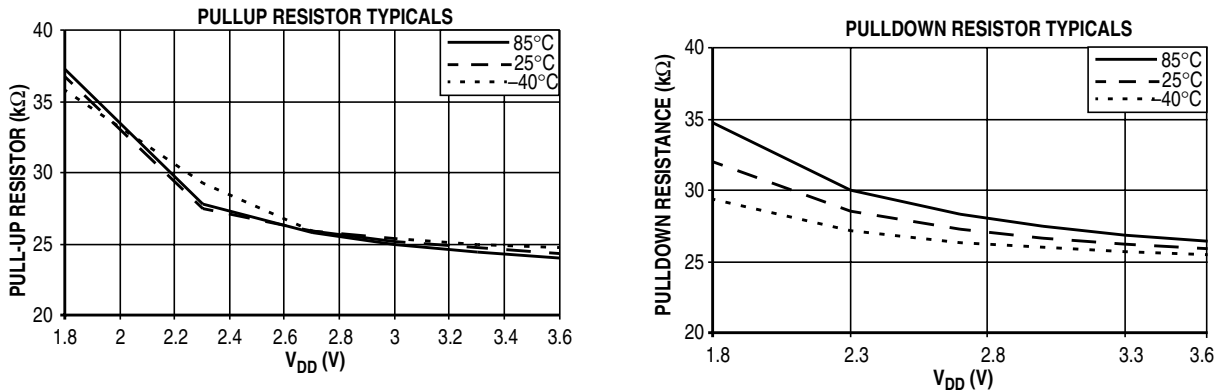 PULLUP RESISTOR TYPICALS
PULL-UP RESISTOR (kΩ)
40
35
30
25
20
85°C
25°C
–40°C
1.8 2 2.2 2.4 2.6 2.8 3 3.2 3.4 3.6
VDD (V)
PULLDOWN RESISTOR TYPICALS
PULLDOWN RESISTANCE (kΩ)
40
35
30
25
20
85°C
25°C
–40°C
1.8 2.3 2.8 3.3 3.6
VDD (V)